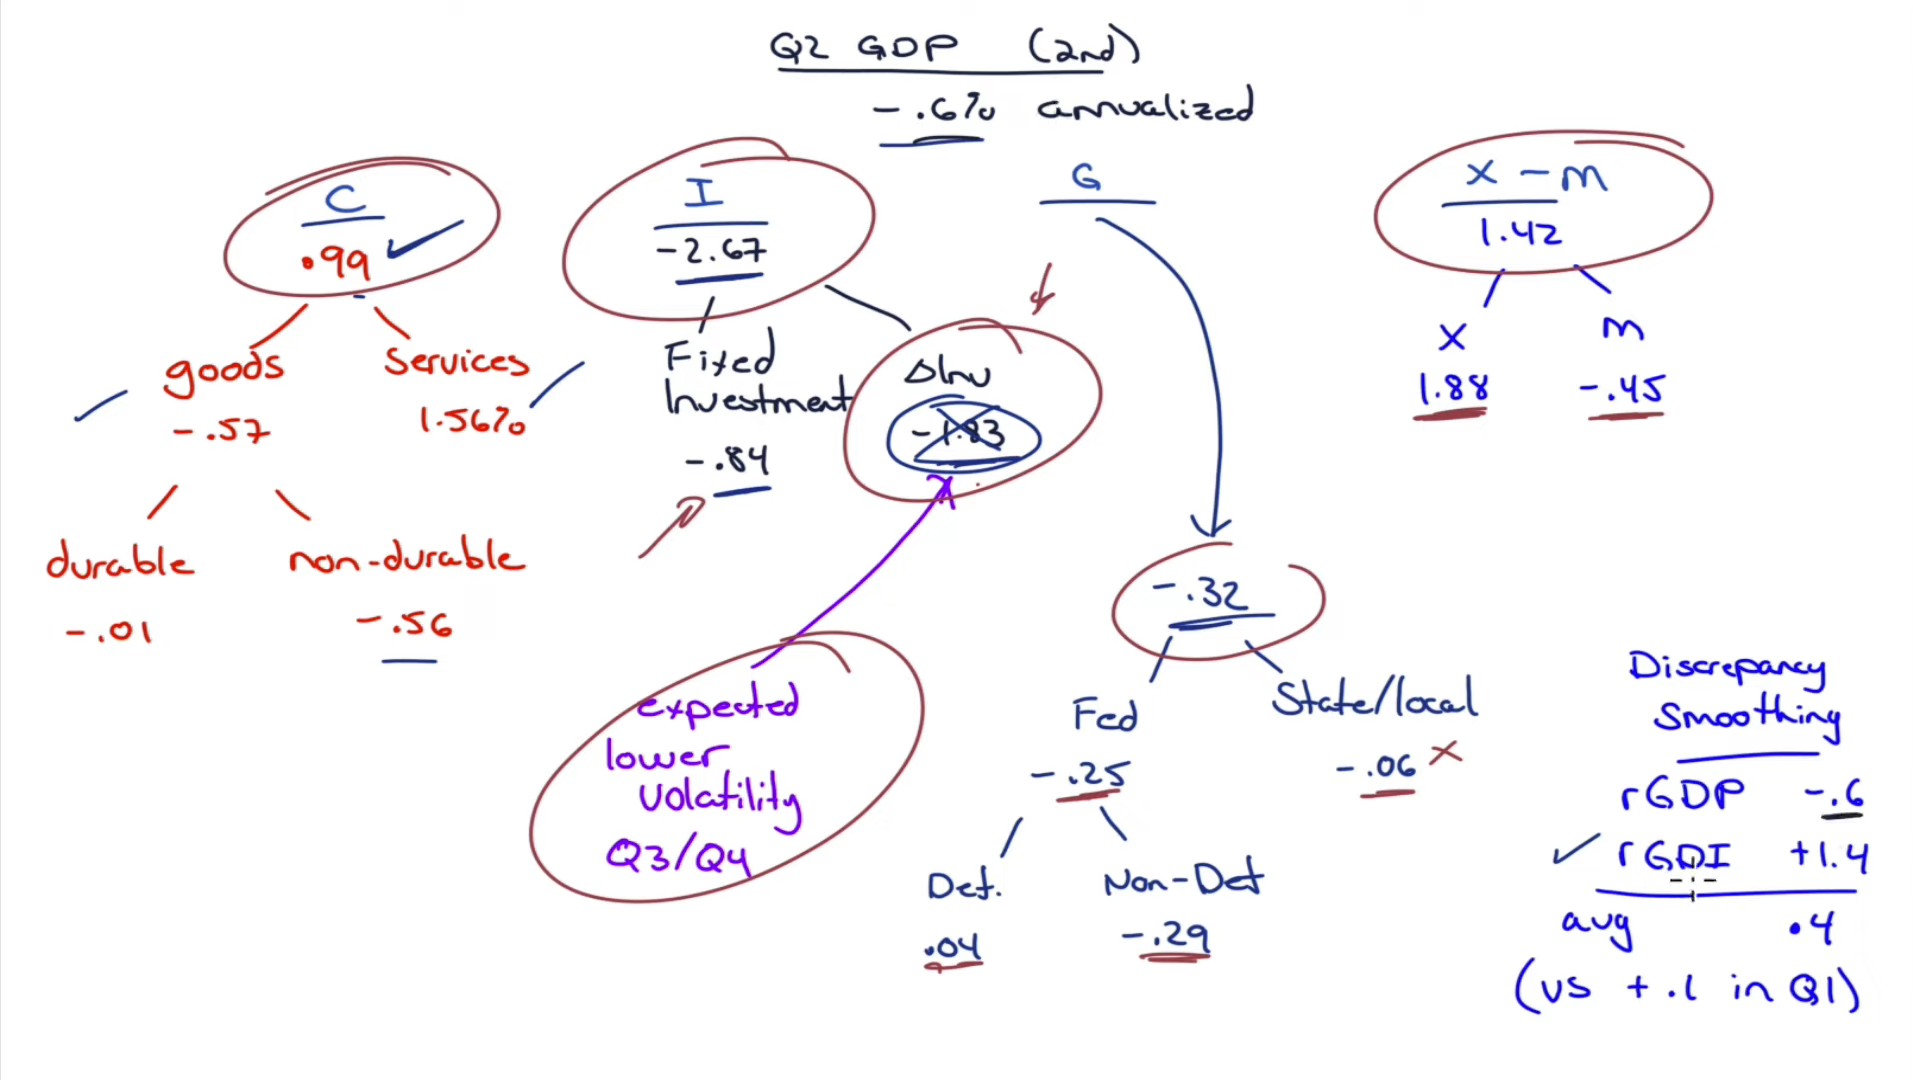 Q2 GDP (2nd)
-.6% annualized
C
.99
goods
-.57
Services
1.56%
durable
-.01
non-durable
-.56
I
-2.67
Fixed
Investment
-.84
ΔInv
-1.83
expected
lower
volatility
Q3/Q4
G
-.32
Fed
-.25
State/local
-.06 X
Def.
.04
Non-Def
-.29
X - M
1.42
X
1.88
M
-.45
Discrepancy
Smoothing
rGDP -.6
rGDI +1.4
avg .4
(vs +.1 in Q1)